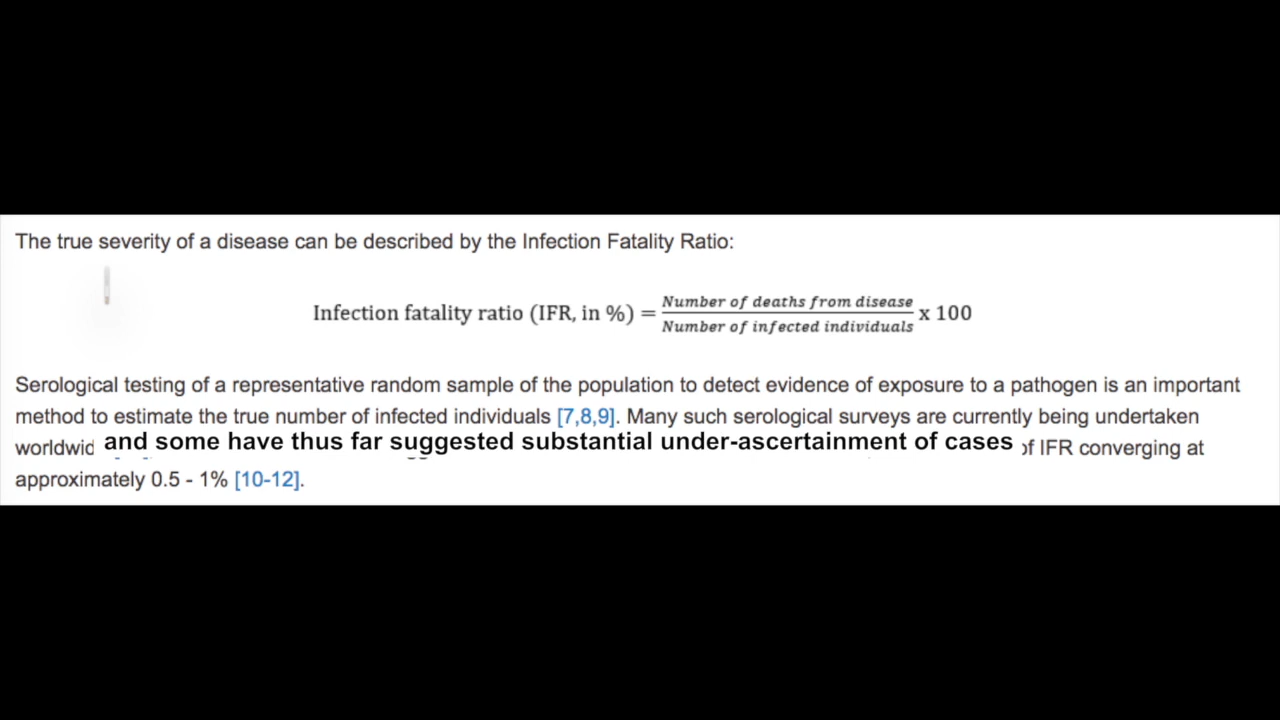 The true severity of a disease can be described by the Infection Fatality Ratio:
Infection fatality ratio (IFR, in %) = Number of deaths from disease / Number of infected individuals x 100
Serological testing of a representative random sample of the population to detect evidence of exposure to a pathogen is an important
method to estimate the true number of infected individuals [7,8,9]. Many such serological surveys are currently being undertaken
worldwid and some have thus far suggested substantial under-ascertainment of cases of IFR converging at
approximately 0.5 - 1% [10-12].